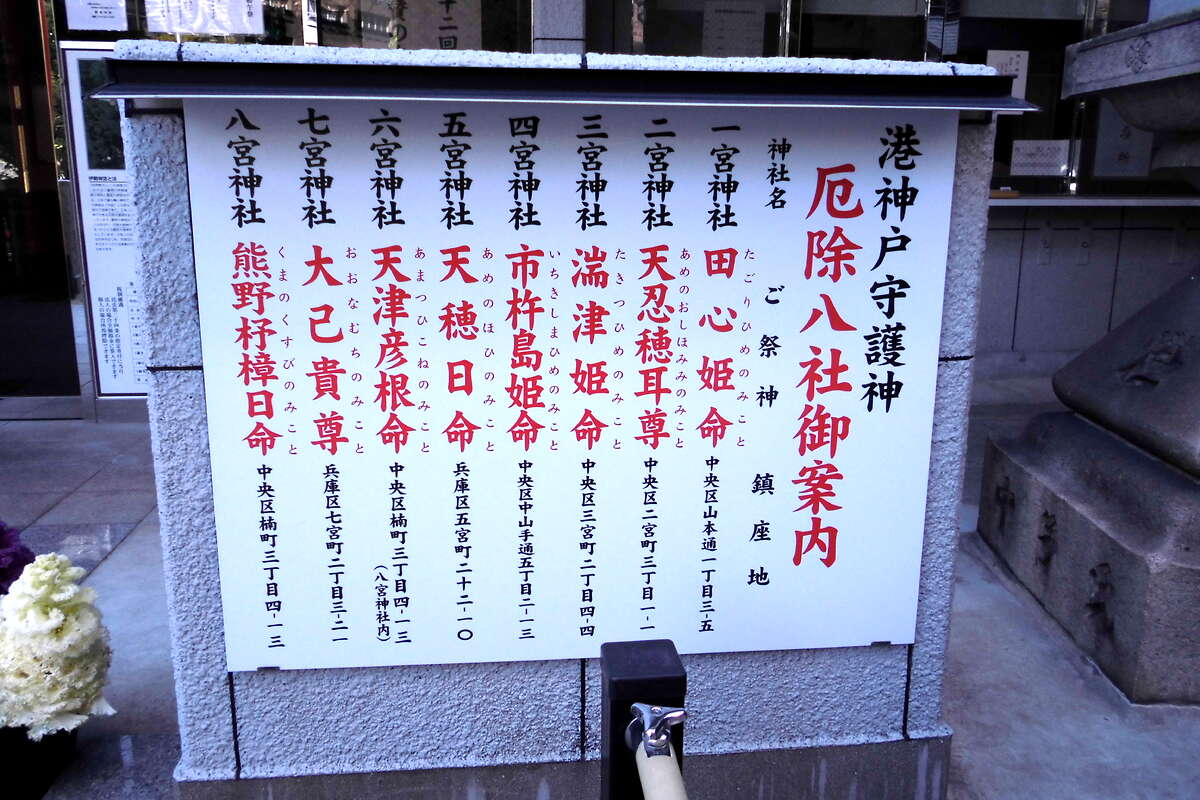 港神戸守護神
厄除八社御案内
神社名 ご祭神 鎮座地
一宮神社 田心姫命 中央区山本通一丁目三-五
たごりひめのみこと
二宮神社 天忍穂耳尊 中央区二宮町三丁目一-一
あめのおしほみみのみこと
三宮神社 湍津姫命 中央区三宮町二丁目四-四
たきつひめのみこと
四宮神社 市杵島姫命 中央区中山手通五丁目二-一三
いちきしまひめのみこと
五宮神社 天穂日命 兵庫区五宮町二十二-一〇
あめのほひのみこと
六宮神社 天津彦根命 中央区楠町三丁目四-一三
あまつひこねのみこと
(八宮神社内)
七宮神社 大己貴尊 兵庫区七宮町二丁目三-二一
おおなむちのみこと
八宮神社 熊野杼樟日命 中央区楠町三丁目四-一三
くまのくすびのみこと